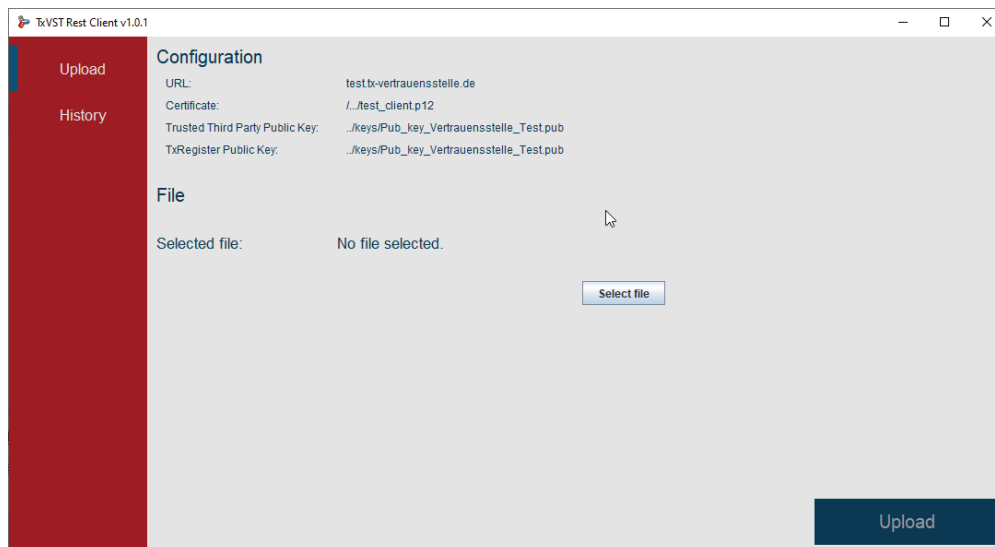 TxVST Rest Client v1.0.1
Upload
History
Configuration
URL: test.tx-vertrauensstelle.de
Certificate: /.../test_client.p12
Trusted Third Party Public Key: ../keys/Pub_key_Vertrauensstelle_Test.pub
TxRegister Public Key: ../keys/Pub_key_Vertrauensstelle_Test.pub
File
Selected file: No file selected.
Select file
Upload